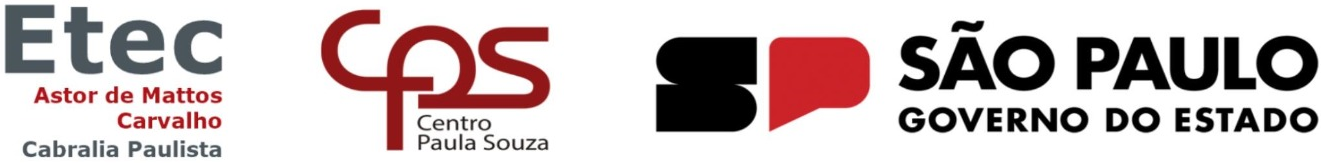 Etec
Astor de Mattos
Carvalho
Cabralia Paulista
cps
Centro
Paula Souza
SP
SÃO PAULO
GOVERNO DO ESTADO